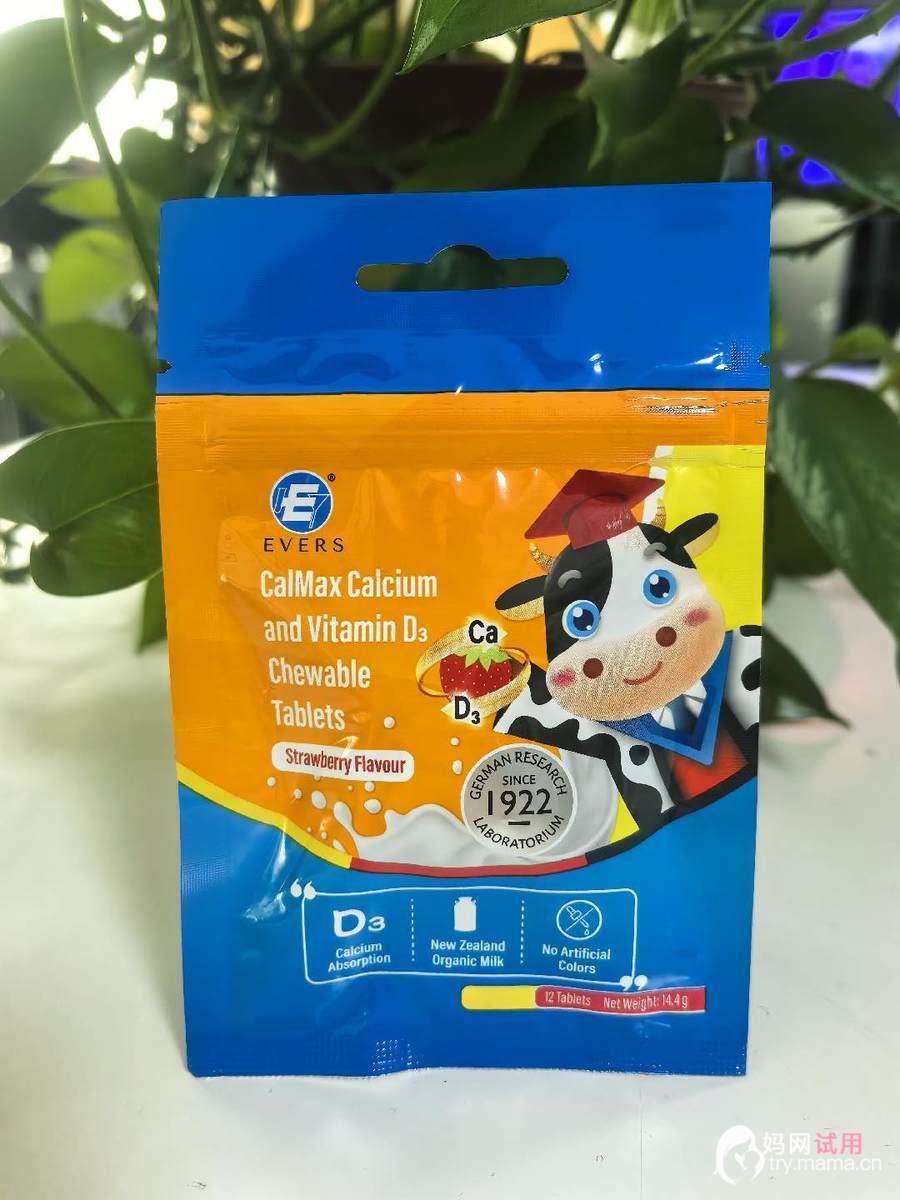 ®
EVERS
CalMax Calcium
and Vitamin D₃
Chewable
Tablets
Strawberry Flavour
Ca
D₃
GERMAN RESEARCH
SINCE
1922
LABORATORIUM
D₃
Calcium
Absorption
New Zealand
Organic Milk
No Artificial
Colors
12 Tablets Net Weight: 14.4 g
妈网试用
try.mama.cn